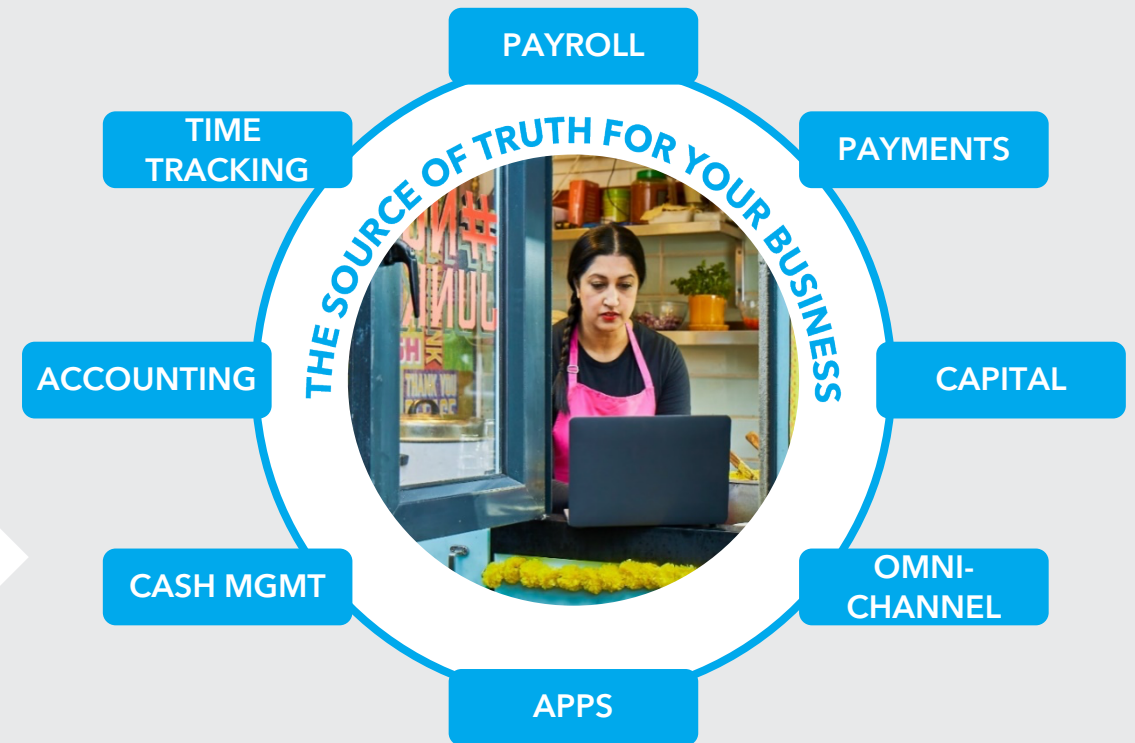 PAYROLL
TIME
TRACKING
PAYMENTS
THE SOURCE OF TRUTH FOR YOUR BUSINESS
ACCOUNTING
CAPITAL
CASH MGMT
OMNI-
CHANNEL
APPS